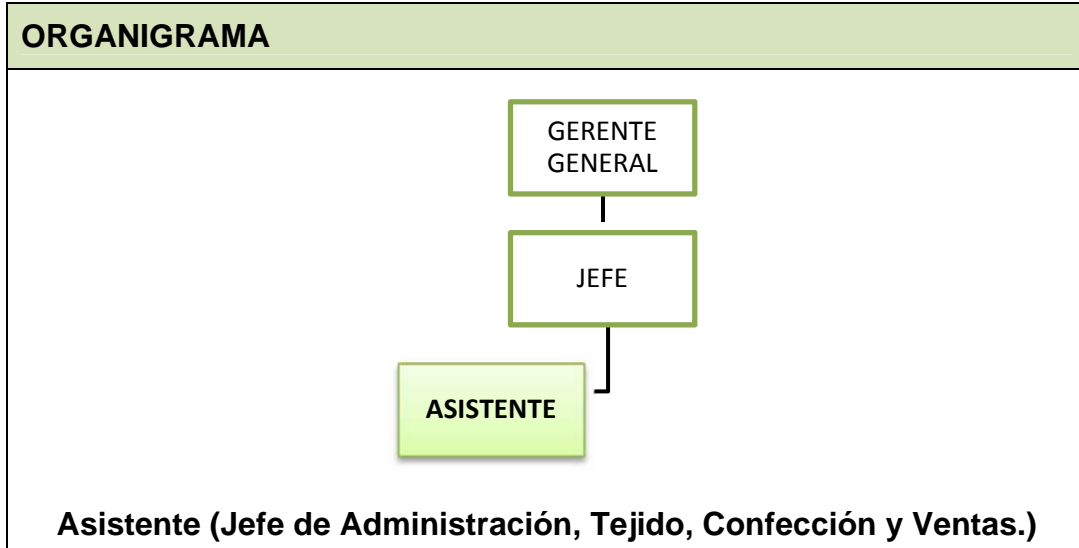 ORGANIGRAMA
GERENTE
GENERAL
JEFE
ASISTENTE
Asistente (Jefe de Administración, Tejido, Confección y Ventas.)